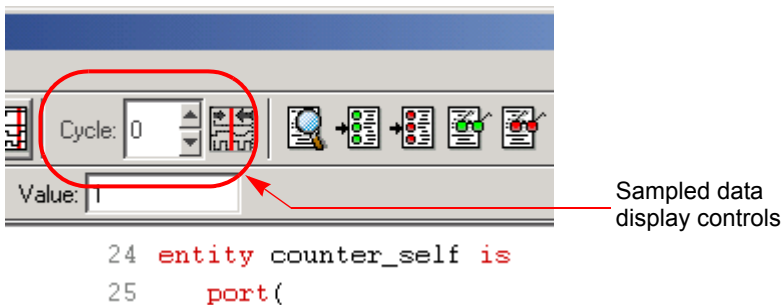 Cycle: 0
Value: 1
Sampled data
display controls
24 entity counter_self is
25 port(